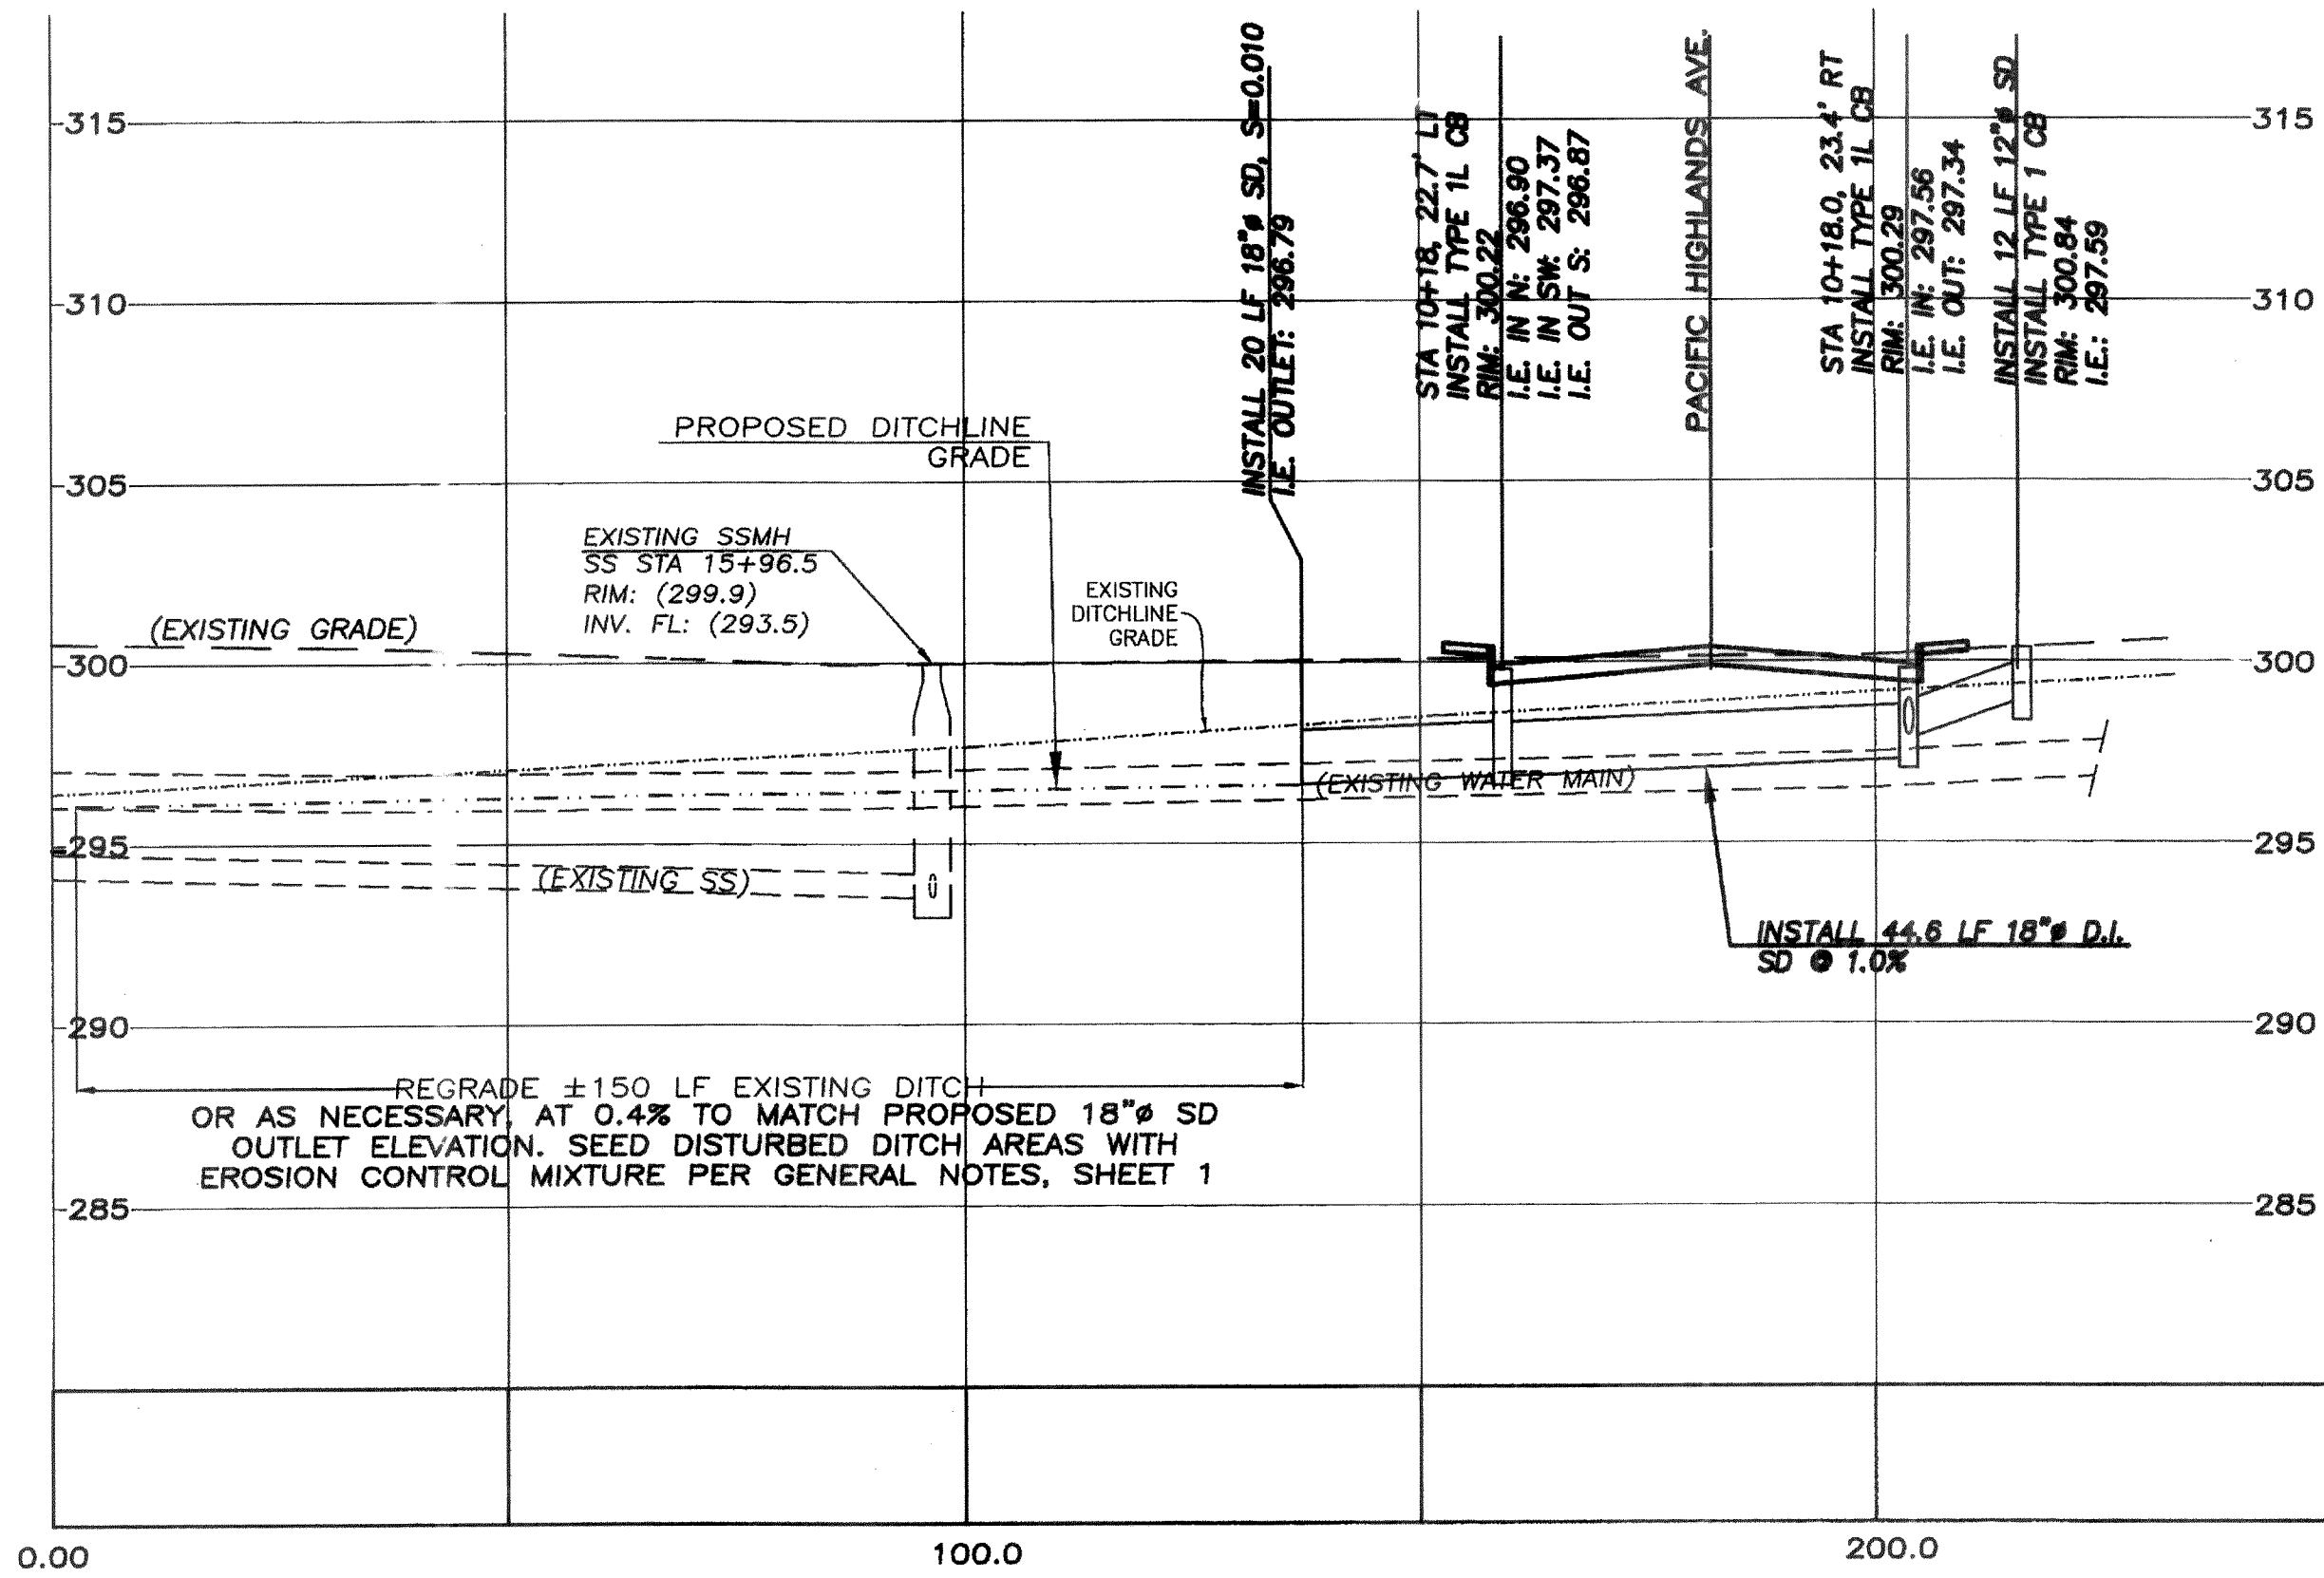 INSTALL 20 LF 18"ø SD, S=0.010
I.E. OUTLET: 296.79
STA 10+18, 22.7' LT
INSTALL TYPE 1L CB
RIM: 300.22
I.E. IN N: 296.90
I.E. IN SW: 297.37
I.E. OUT S: 296.87
PACIFIC HIGHLANDS AVE.
STA 10+18.0, 23.4' RT
INSTALL TYPE 1L CB
RIM: 300.29
I.E. IN: 297.56
I.E. OUT: 297.34
INSTALL 12 LF 12"ø SD
INSTALL TYPE 1 CB
RIM: 300.84
I.E.: 297.59
315
315
310
310
PROPOSED DITCHLINE
GRADE
305
305
EXISTING SSMH
SS STA 15+96.5
RIM: (299.9)
INV. FL: (293.5)
EXISTING
DITCHLINE
GRADE
(EXISTING GRADE)
300
300
(EXISTING WATER MAIN)
295
295
(EXISTING SS)
INSTALL 44.6 LF 18"ø D.I.
SD @ 1.0%
290
290
REGRADE ±150 LF EXISTING DITCH
OR AS NECESSARY, AT 0.4% TO MATCH PROPOSED 18"ø SD
OUTLET ELEVATION. SEED DISTURBED DITCH AREAS WITH
EROSION CONTROL MIXTURE PER GENERAL NOTES, SHEET 1
285
285
0.00
100.0
200.0